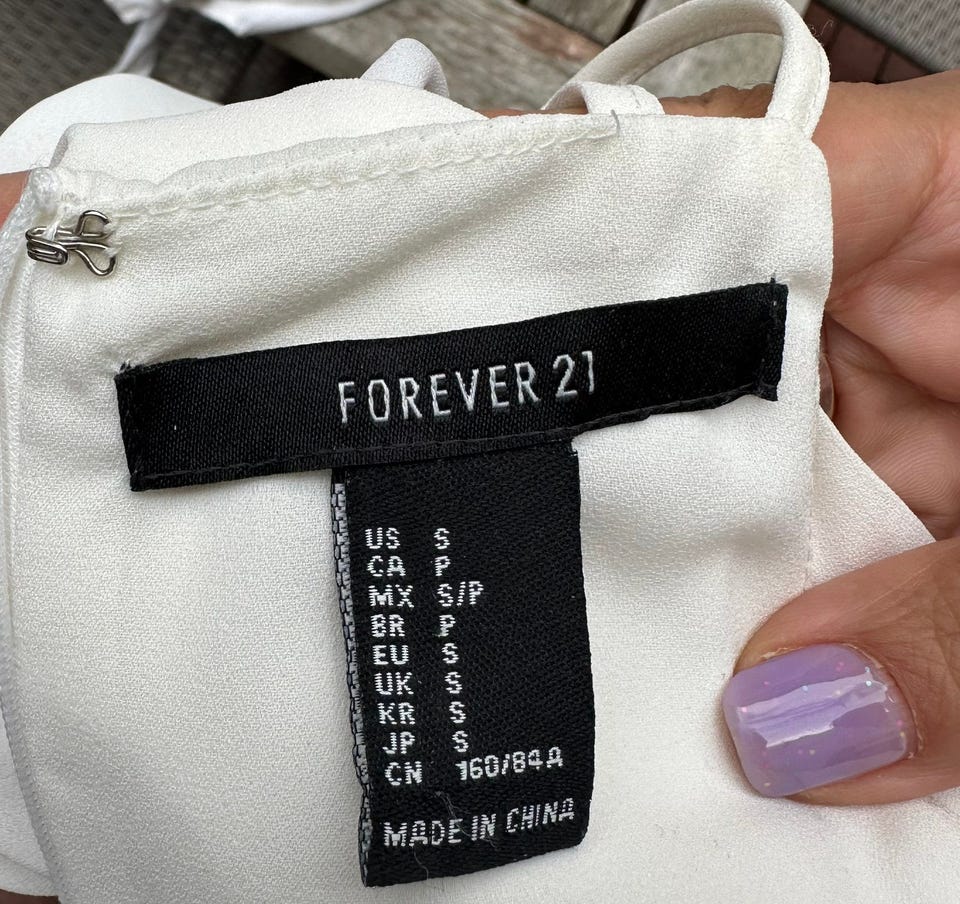 FOREVER 21
US S
CA P
MX S/P
BR P
EU S
UK S
KR S
JP S
CN 160/84A
MADE IN CHINA